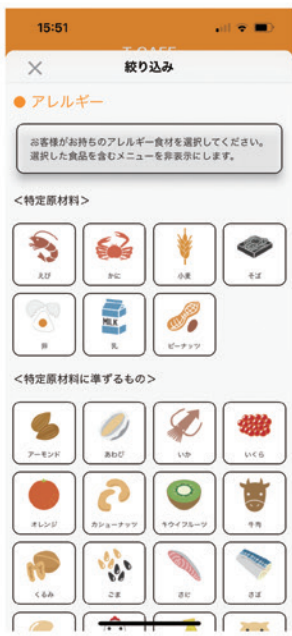 15:51
絞り込み
アレルギー
お客様がお持ちのアレルギー食材を選択してください。
選択した食品を含むメニューを非表示にします。
<特定原材料>
えび かに 小麦 そば
MILK
卵 乳 ピーナッツ
<特定原材料に準ずるもの>
アーモンド あわび いか いくら
オレンジ カシューナッツ キウイフルーツ 牛肉
くるみ ごま さけ さば